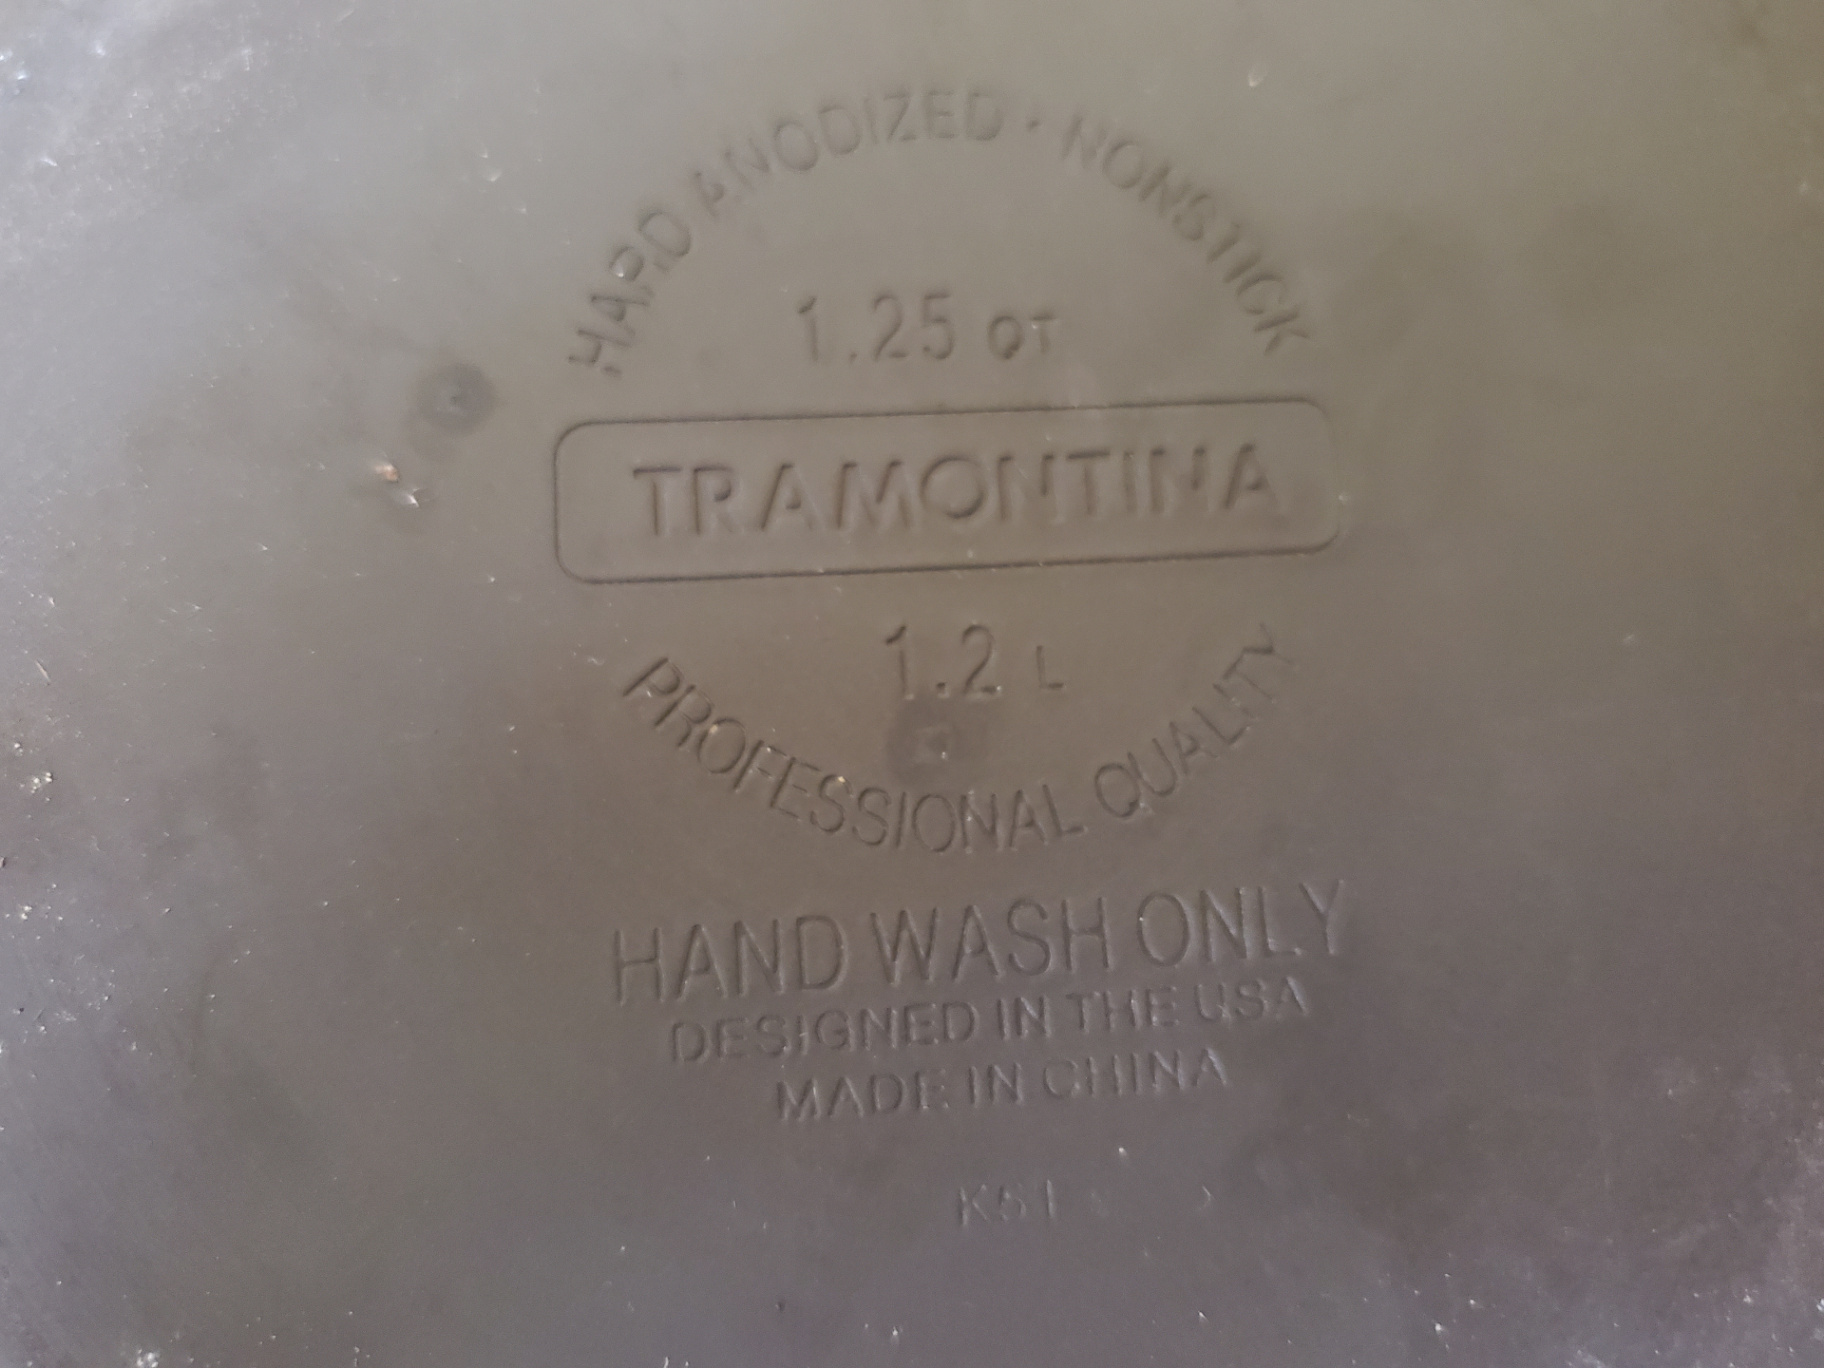 HARD ANODIZED · NONSTICK
1.25 QT
TRAMONTINA
1.2 L
PROFESSIONAL QUALITY
HAND WASH ONLY
DESIGNED IN THE USA
MADE IN CHINA